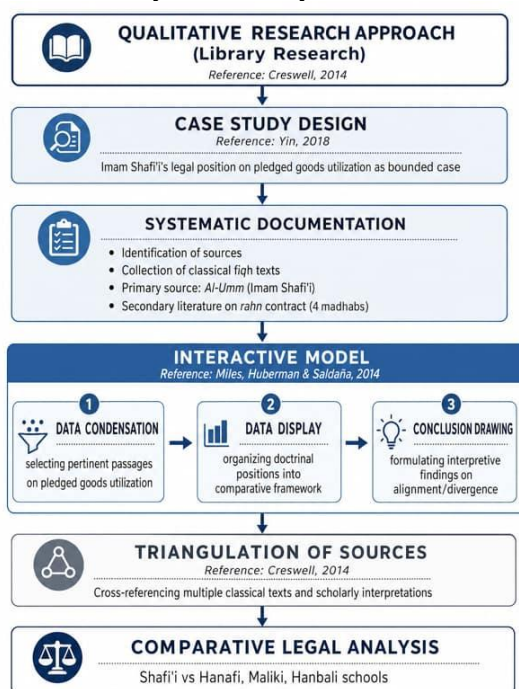 QUALITATIVE RESEARCH APPROACH
(Library Research)
Reference: Creswell, 2014
CASE STUDY DESIGN
Reference: Yin, 2018
Imam Shafi'i's legal position on pledged goods utilization as bounded case
SYSTEMATIC DOCUMENTATION
• Identification of sources
• Collection of classical fiqh texts
• Primary source: Al-Umm (Imam Shafi'i)
• Secondary literature on rahn contract (4 madhabs)
INTERACTIVE MODEL
Reference: Miles, Huberman & Saldaña, 2014
1
DATA CONDENSATION
selecting pertinent passages
on pledged goods utilization
2
DATA DISPLAY
organizing doctrinal
positions into
comparative framework
3
CONCLUSION DRAWING
formulating interpretive
findings on
alignment/divergence
TRIANGULATION OF SOURCES
Reference: Creswell, 2014
Cross-referencing multiple classical texts and scholarly interpretations
COMPARATIVE LEGAL ANALYSIS
Shafi'i vs Hanafi, Maliki, Hanbali schools